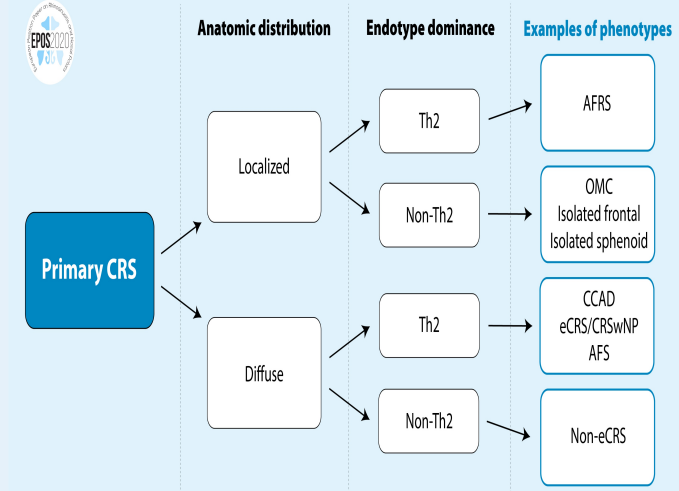 EPOS2020
Anatomic distribution
Endotype dominance
Examples of phenotypes
Primary CRS
Localized
Th2
AFRS
Non-Th2
OMC
Isolated frontal
Isolated sphenoid
Diffuse
Th2
CCAD
eCRS/CRSwNP
AFS
Non-Th2
Non-eCRS